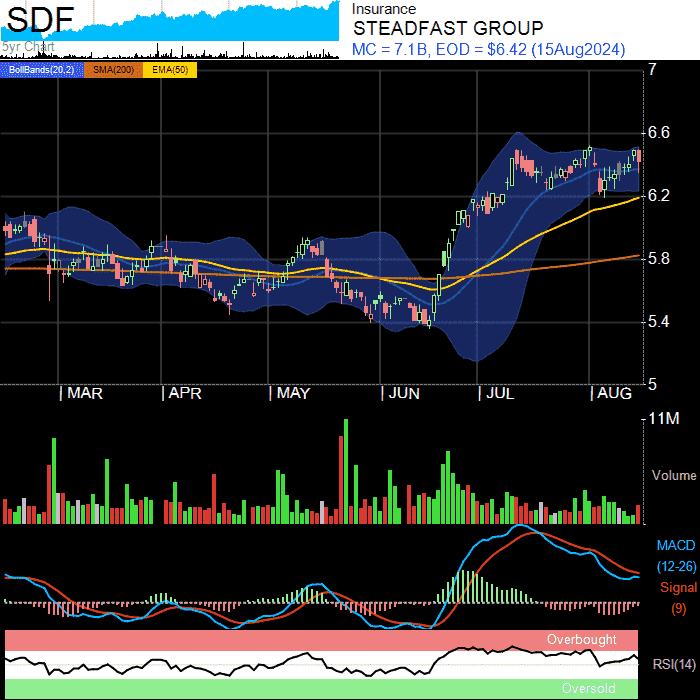 SDF
5yr Chart
Insurance
STEADFAST GROUP
MC = 7.1B, EOD = $6.42 (15Aug2024)
BollBands(20,2) SMA(200) EMA(50)
7
6.6
6.2
5.8
5.4
5
MAR APR MAY JUN JUL AUG
11M
Volume
MACD
(12-26)
Signal
(9)
Overbought
RSI(14)
Oversold